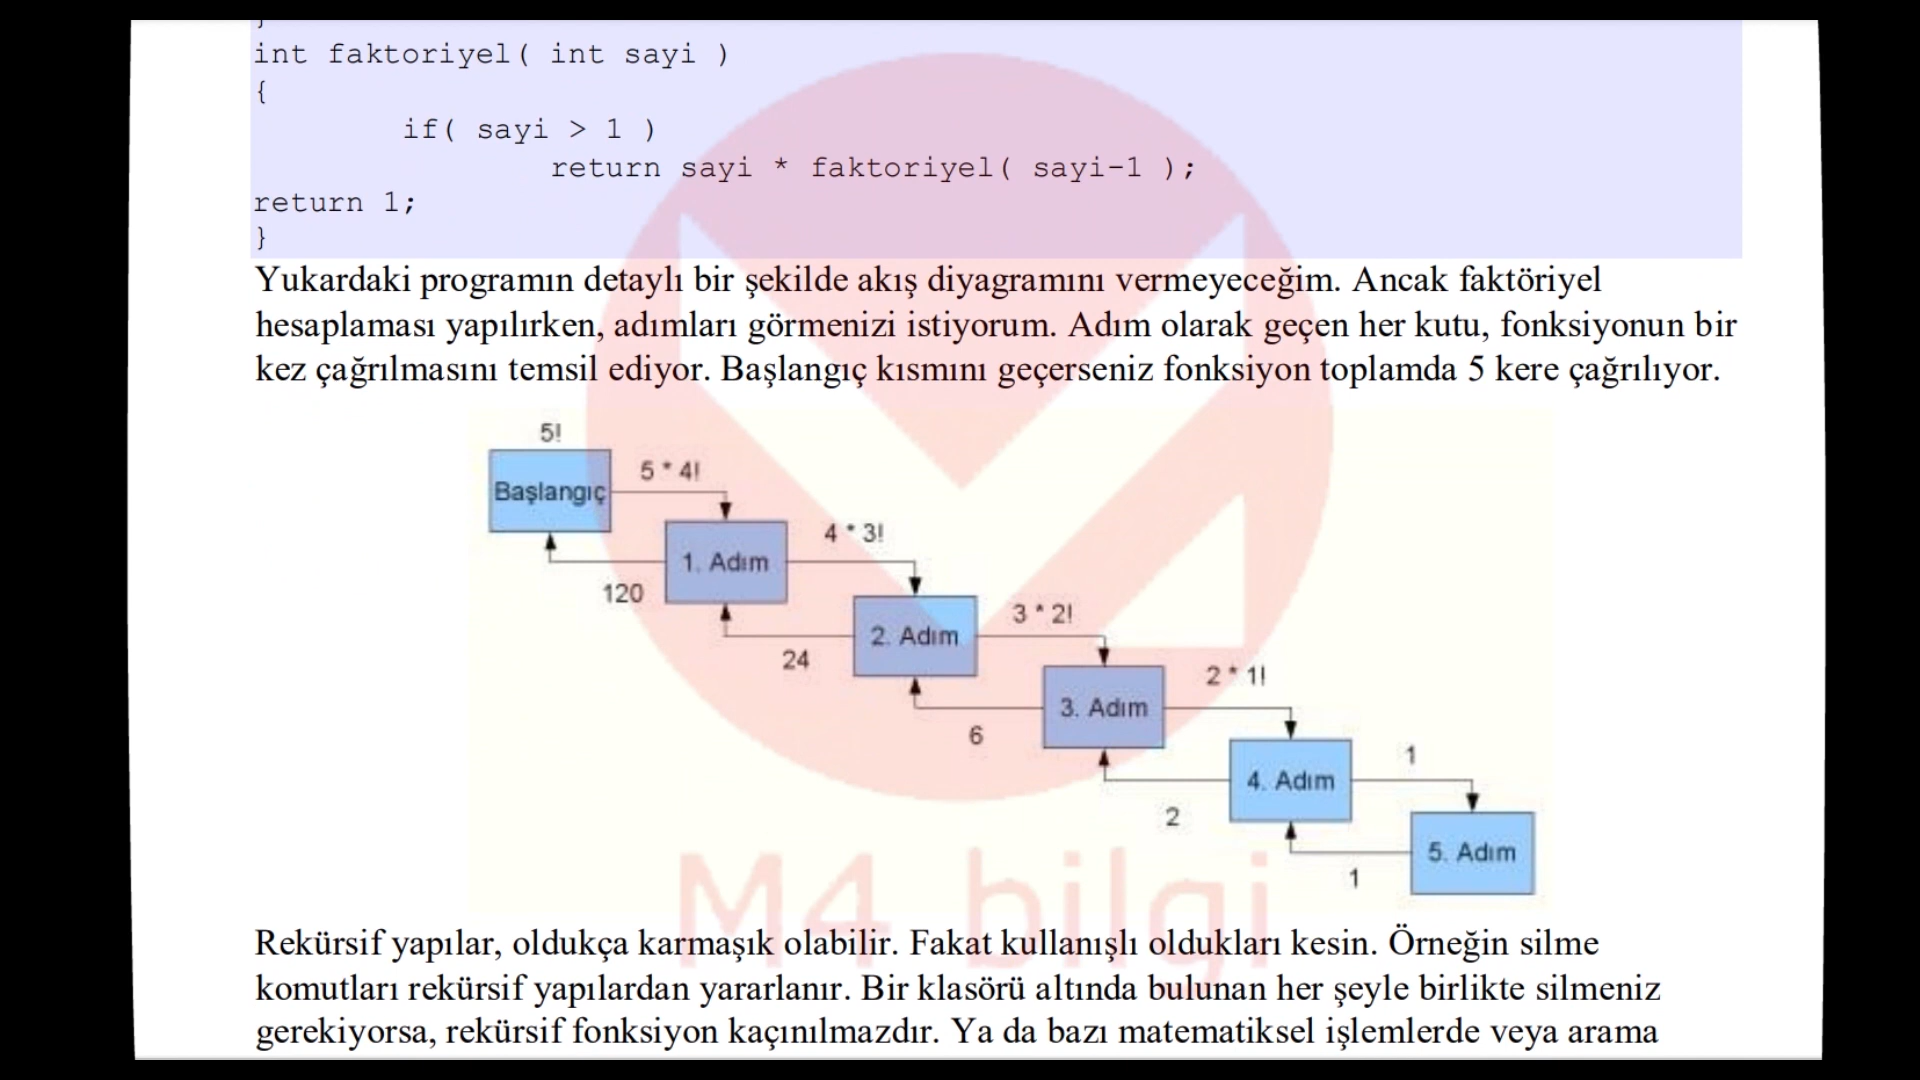 }
int faktoriyel( int sayi )
{
if( sayi > 1 )
return sayi * faktoriyel( sayi-1 );
return 1;
}
Yukardaki programın detaylı bir şekilde akış diyagramını vermeyeceğim. Ancak faktöriyel
hesaplaması yapılırken, adımları görmenizi istiyorum. Adım olarak geçen her kutu, fonksiyonun bir
kez çağrılmasını temsil ediyor. Başlangıç kısmını geçerseniz fonksiyon toplamda 5 kere çağrılıyor.
5!
Başlangıç
5 * 4!
1. Adım
120
4 * 3!
2. Adım
24
3 * 2!
3. Adım
6
2 * 1!
4. Adım
2
1
5. Adım
1
M4 bilgi
Rekürsif yapılar, oldukça karmaşık olabilir. Fakat kullanışlı oldukları kesin. Örneğin silme
komutları rekürsif yapılardan yararlanır. Bir klasörü altında bulunan her şeyle birlikte silmeniz
gerekiyorsa, rekürsif fonksiyon kaçınılmazdır. Ya da bazı matematiksel işlemlerde veya arama